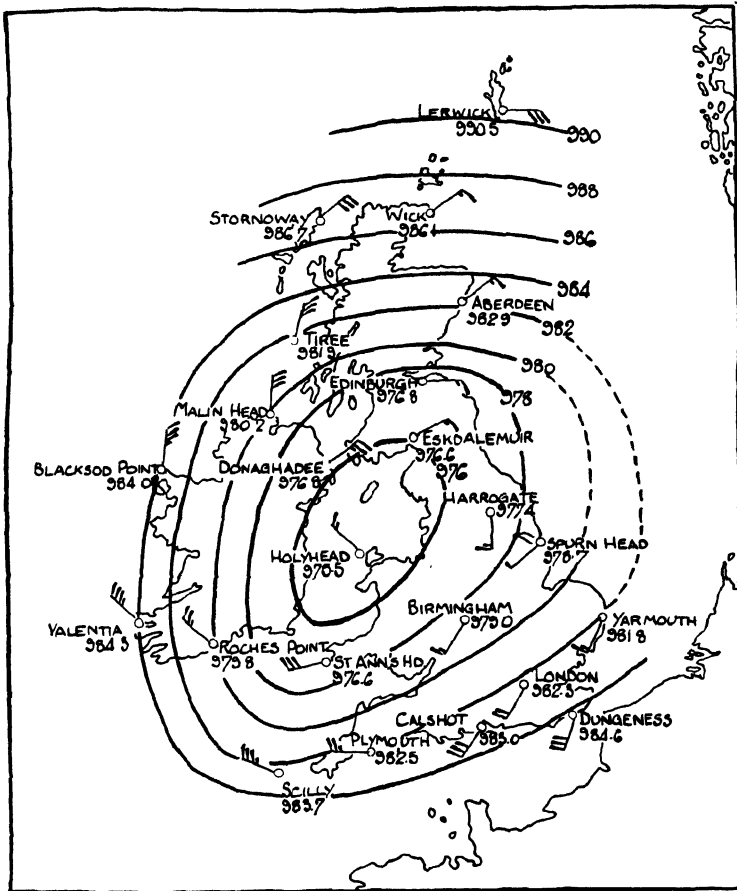 LERWICK
990.5
990
988
STORNOWAY
986.7
WICK
986.1
986
984
ABERDEEN
982.9
982
TIREE
981.9
980
EDINBURGH
976.8
978
MALIN HEAD
980.2
ESKDALEMUIR
976.6
976
BLACKSOD POINT
984.0
DONAGHADEE
976.8
HARROGATE
977.4
SPURN HEAD
978.7
HOLYHEAD
BIRMINGHAM
979.0
YARMOUTH
981.8
VALENTIA
984.3
ROCHES POINT
979.8
ST ANN'S HD.
976.6
LONDON
982.3
CALSHOT
983.0
DUNGENESS
984.6
PLYMOUTH
982.5
SCILLY
983.7